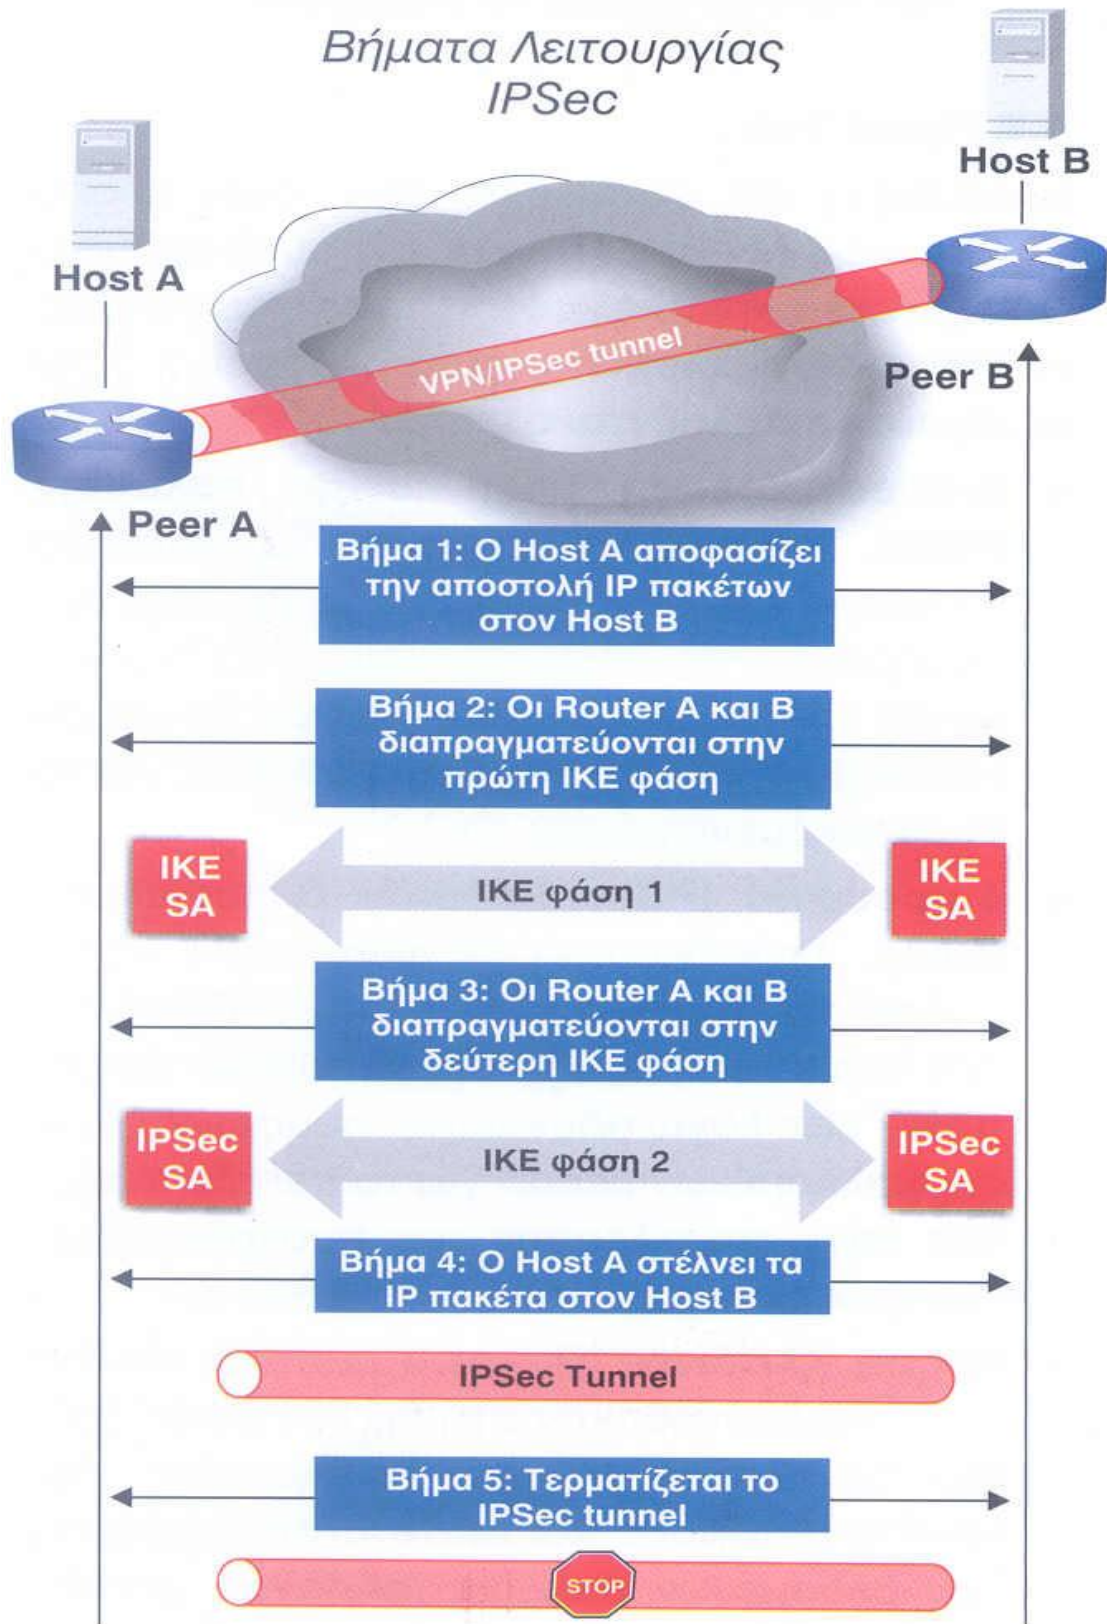 Βήματα Λειτουργίας
IPSec
Host B
Host A
VPN/IPSec tunnel
Peer B
Peer A
Βήμα 1: Ο Host A αποφασίζει
την αποστολή IP πακέτων
στον Host B
Βήμα 2: Οι Router A και B
διαπραγματεύονται στην
πρώτη IKE φάση
IKE
SA
IKE φάση 1
IKE
SA
Βήμα 3: Οι Router A και B
διαπραγματεύονται στην
δεύτερη IKE φάση
IPSec
SA
IKE φάση 2
IPSec
SA
Βήμα 4: Ο Host A στέλνει τα
IP πακέτα στον Host B
IPSec Tunnel
Βήμα 5: Τερματίζεται το
IPSec tunnel
STOP